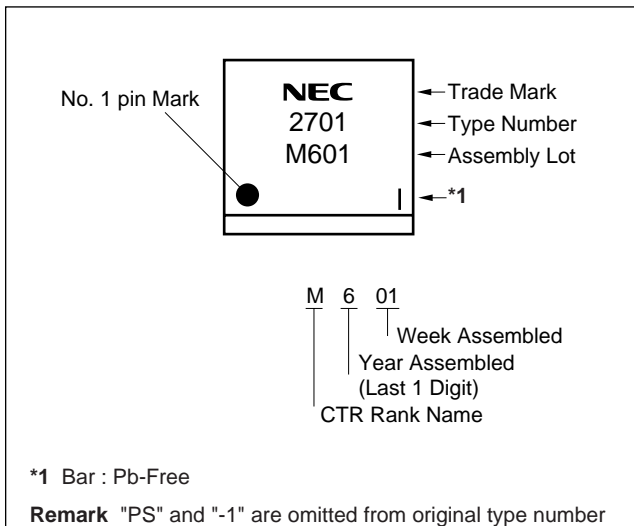 No. 1 pin Mark
NEC
2701
M601
Trade Mark
Type Number
Assembly Lot
*1
M 6 01
Week Assembled
Year Assembled
(Last 1 Digit)
CTR Rank Name
*1 Bar : Pb-Free
Remark "PS" and "-1" are omitted from original type number